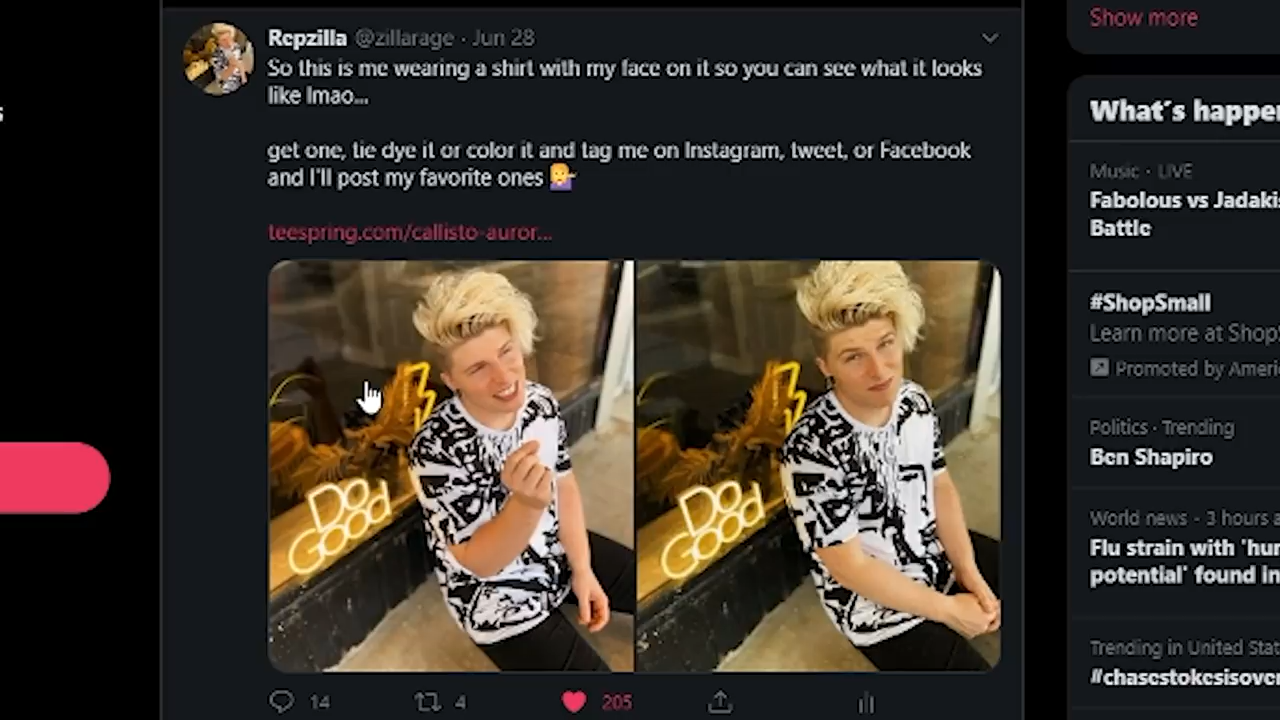 Repzilla @zillarage · Jun 28
So this is me wearing a shirt with my face on it so you can see what it looks
like lmao...
get one, tie dye it or color it and tag me on Instagram, tweet, or Facebook
and I'll post my favorite ones 💁
teespring.com/callisto-auror...
DO
GOOD
DO
GOOD
14
4
205
Show more
What's happen
Music · LIVE
Fabolous vs Jadakis
Battle
#ShopSmall
Learn more at Shop
Promoted by Ameri
Politics · Trending
Ben Shapiro
World news · 3 hours a
Flu strain with 'hum
potential' found in
Trending in United Stat
#chasestokesisover